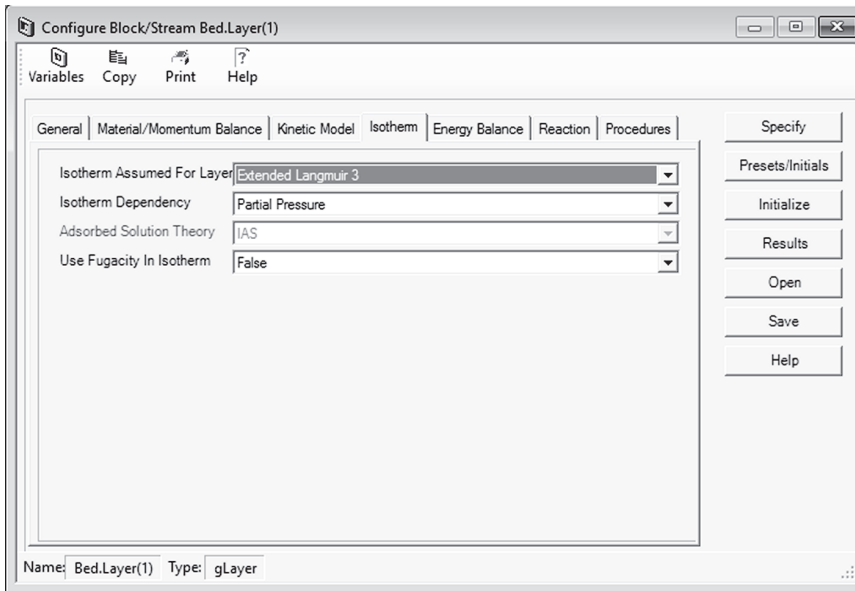 Configure Block/Stream Bed.Layer(1)
Variables Copy Print Help
General Material/Momentum Balance Kinetic Model Isotherm Energy Balance Reaction Procedures
Specify
Isotherm Assumed For Layer Extended Langmuir 3
Presets/Initials
Isotherm Dependency Partial Pressure
Initialize
Adsorbed Solution Theory IAS
Results
Use Fugacity In Isotherm False
Open
Save
Help
Name: Bed.Layer(1) Type: gLayer